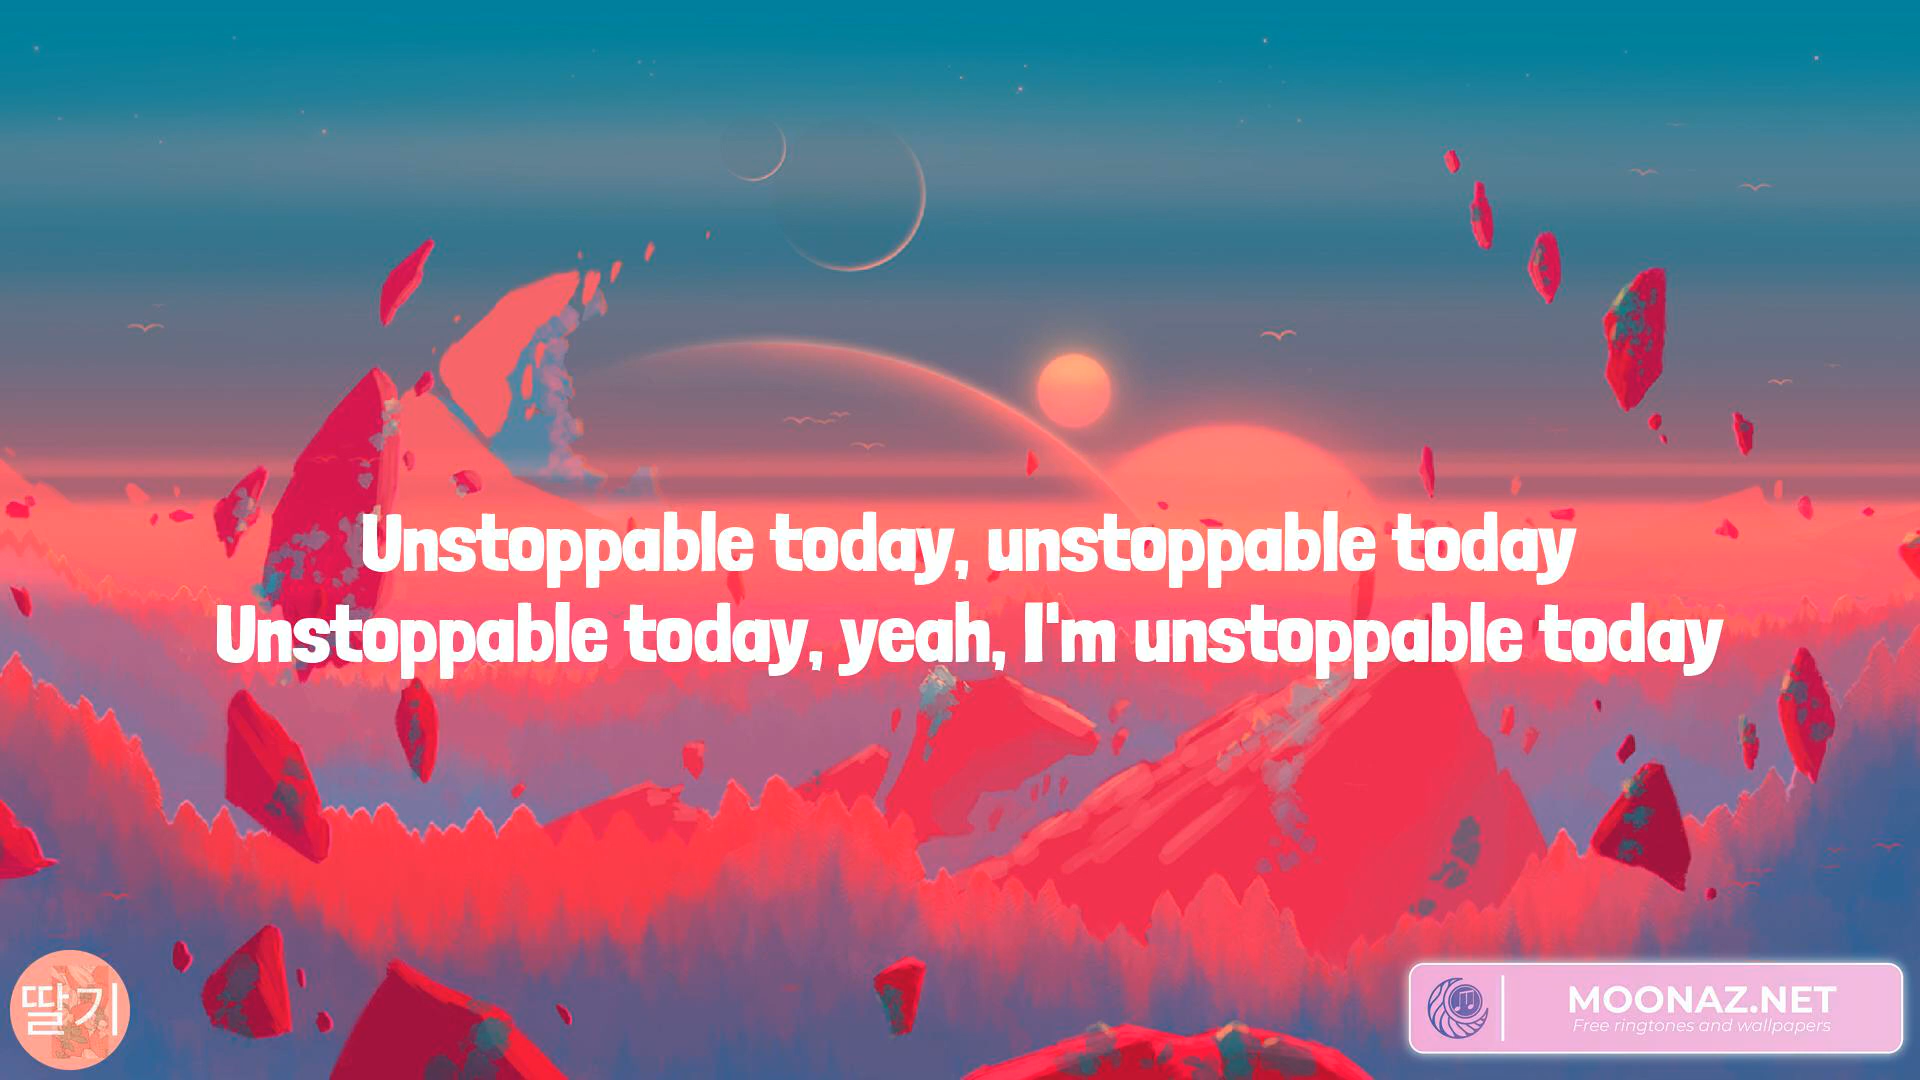 Unstoppable today, unstoppable today
Unstoppable today, yeah, I'm unstoppable today
딸기
MOONAZ.NET
Free ringtones and wallpapers